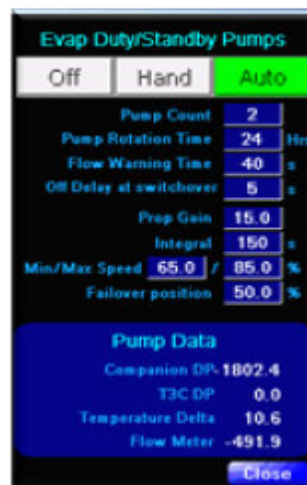 Evap Duty/Standby Pumps
Off Hand Auto
Pump Count 2
Pump Rotation Time 24 Hrs
Flow Warning Time 40 s
Off Delay at switchover 5 s
Prop Gain 15.0
Integral 150 s
Min/Max Speed 65.0 / 85.0 %
Failover position 50.0 %
Pump Data
Companion DP -1802.4
T3C DP 0.0
Temperature Delta 10.6
Flow Meter -491.9
Close